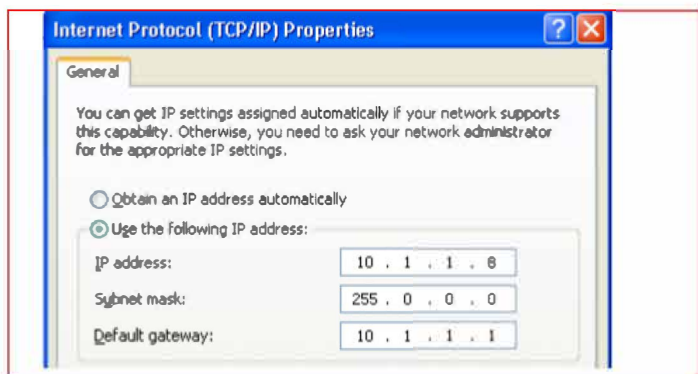 Internet Protocol (TCP/IP) Properties
General
You can get IP settings assigned automatically if your network supports
this capability. Otherwise, you need to ask your network administrator
for the appropriate IP settings.
Obtain an IP address automatically
Use the following IP address:
IP address: 10 . 1 . 1 . 8
Subnet mask: 255 . 0 . 0 . 0
Default gateway: 10 . 1 . 1 . 1